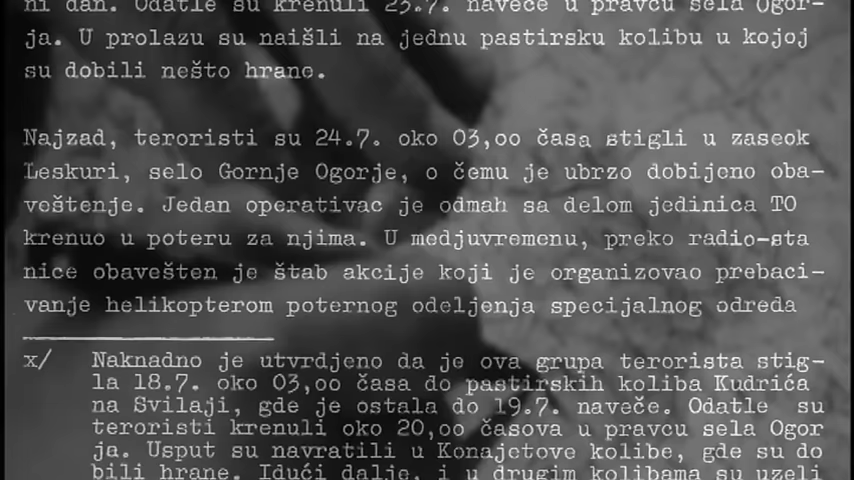 ni dan. Odatle su krenuli 23.7. naveče u pravcu sela Ogor-
ja. U prolazu su naišli na jednu pastirsku kolibu u kojoj
su dobili nešto hrane.
Najzad, teroristi su 24.7. oko 03,oo časa stigli u zaseok
Leskuri, selo Gornje Ogorje, o čemu je ubrzo dobijeno oba-
veštenje. Jedan operativac je odmah sa delom jedinica TO
krenuo u poteru za njima. U medjuvremenu, preko radio-sta
nice obavešten je štab akcije koji je organizovao prebaci-
vanje helikopterom poternog odeljenja specijalnog odreda
x/ Naknadno je utvrdjeno da je ova grupa terorista stig-
la 18.7. oko 03,oo časa do pastirskih koliba Kudrića
na Svilaji, gde je ostala do 19.7. naveče. Odatle su
teroristi krenuli oko 20,oo časova u pravcu sela Ogor
ja. Usput su navratili u Konajetove kolibe, gde su do
bili hrane. Idući dalje, i u drugim kolibama su uzeli